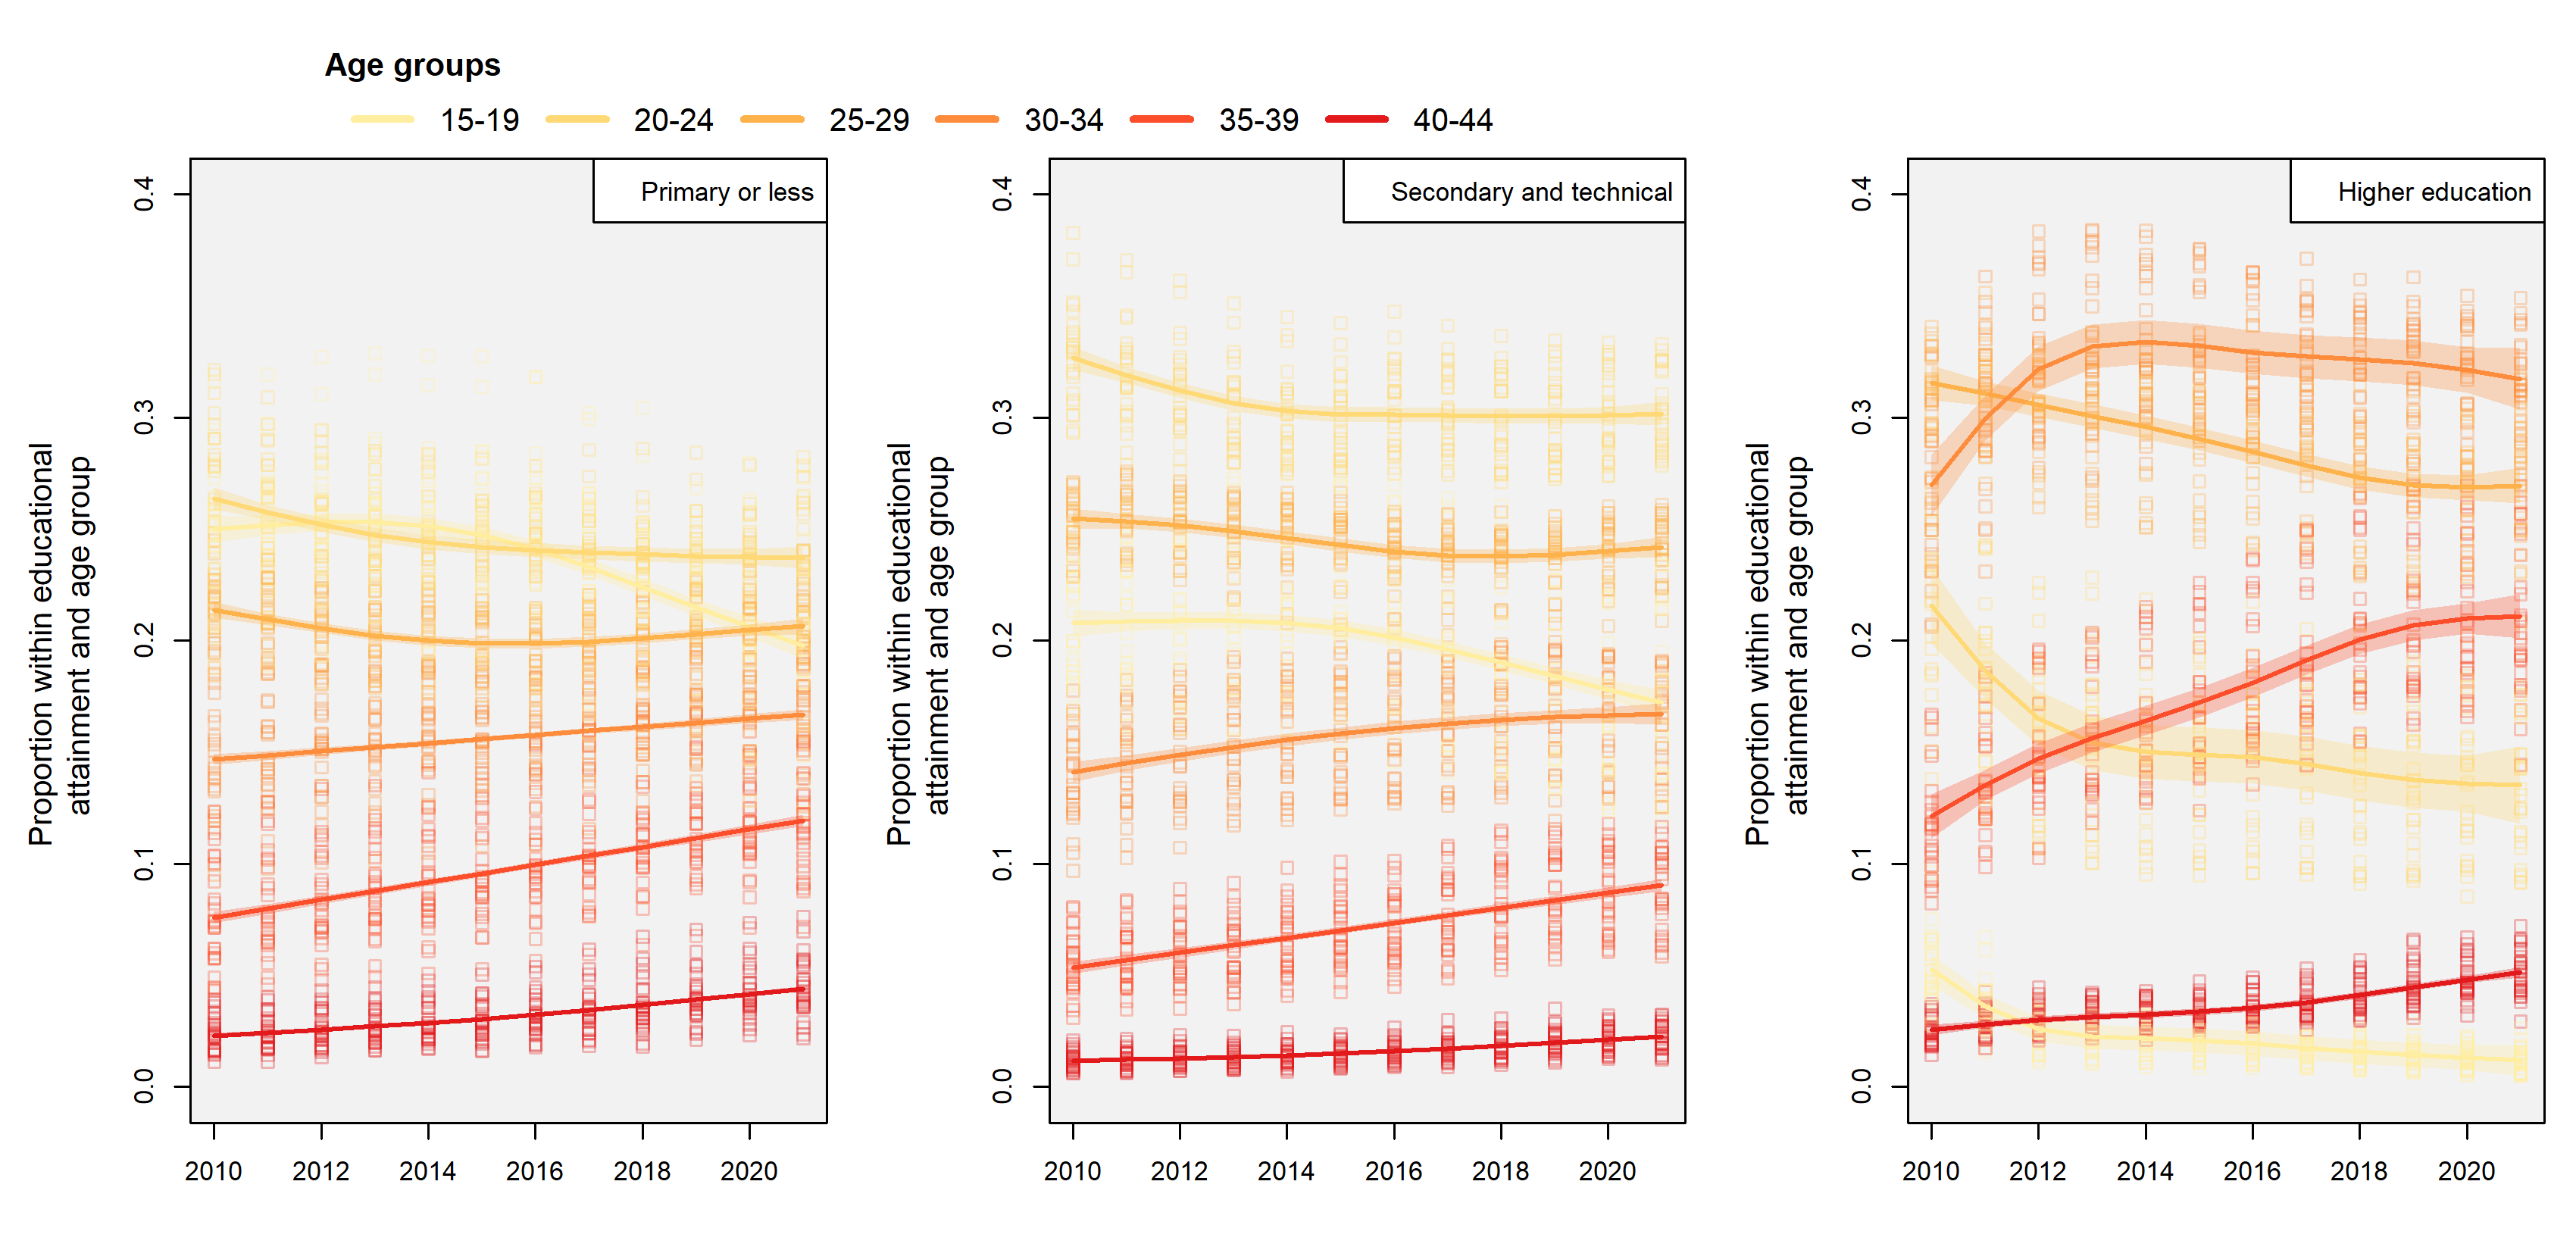 Age groups
15-19 20-24 25-29 30-34 35-39 40-44
Primary or less
Proportion within educational
attainment and age group
0.4
0.3
0.2
0.1
0.0
2010 2012 2014 2016 2018 2020
Secondary and technical
Proportion within educational
attainment and age group
0.4
0.3
0.2
0.1
0.0
2010 2012 2014 2016 2018 2020
Higher education
Proportion within educational
attainment and age group
0.4
0.3
0.2
0.1
0.0
2010 2012 2014 2016 2018 2020